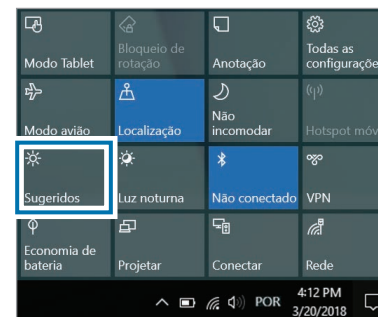 Modo Tablet
Bloqueio de
rotação
Anotação
Todas as
configuraçõe
Modo avião
Localização
Não
incomodar
Hotspot móv
Sugeridos
Luz noturna
Não conectado
VPN
Economia de
bateria
Projetar
Conectar
Rede
POR
4:12 PM
3/20/2018